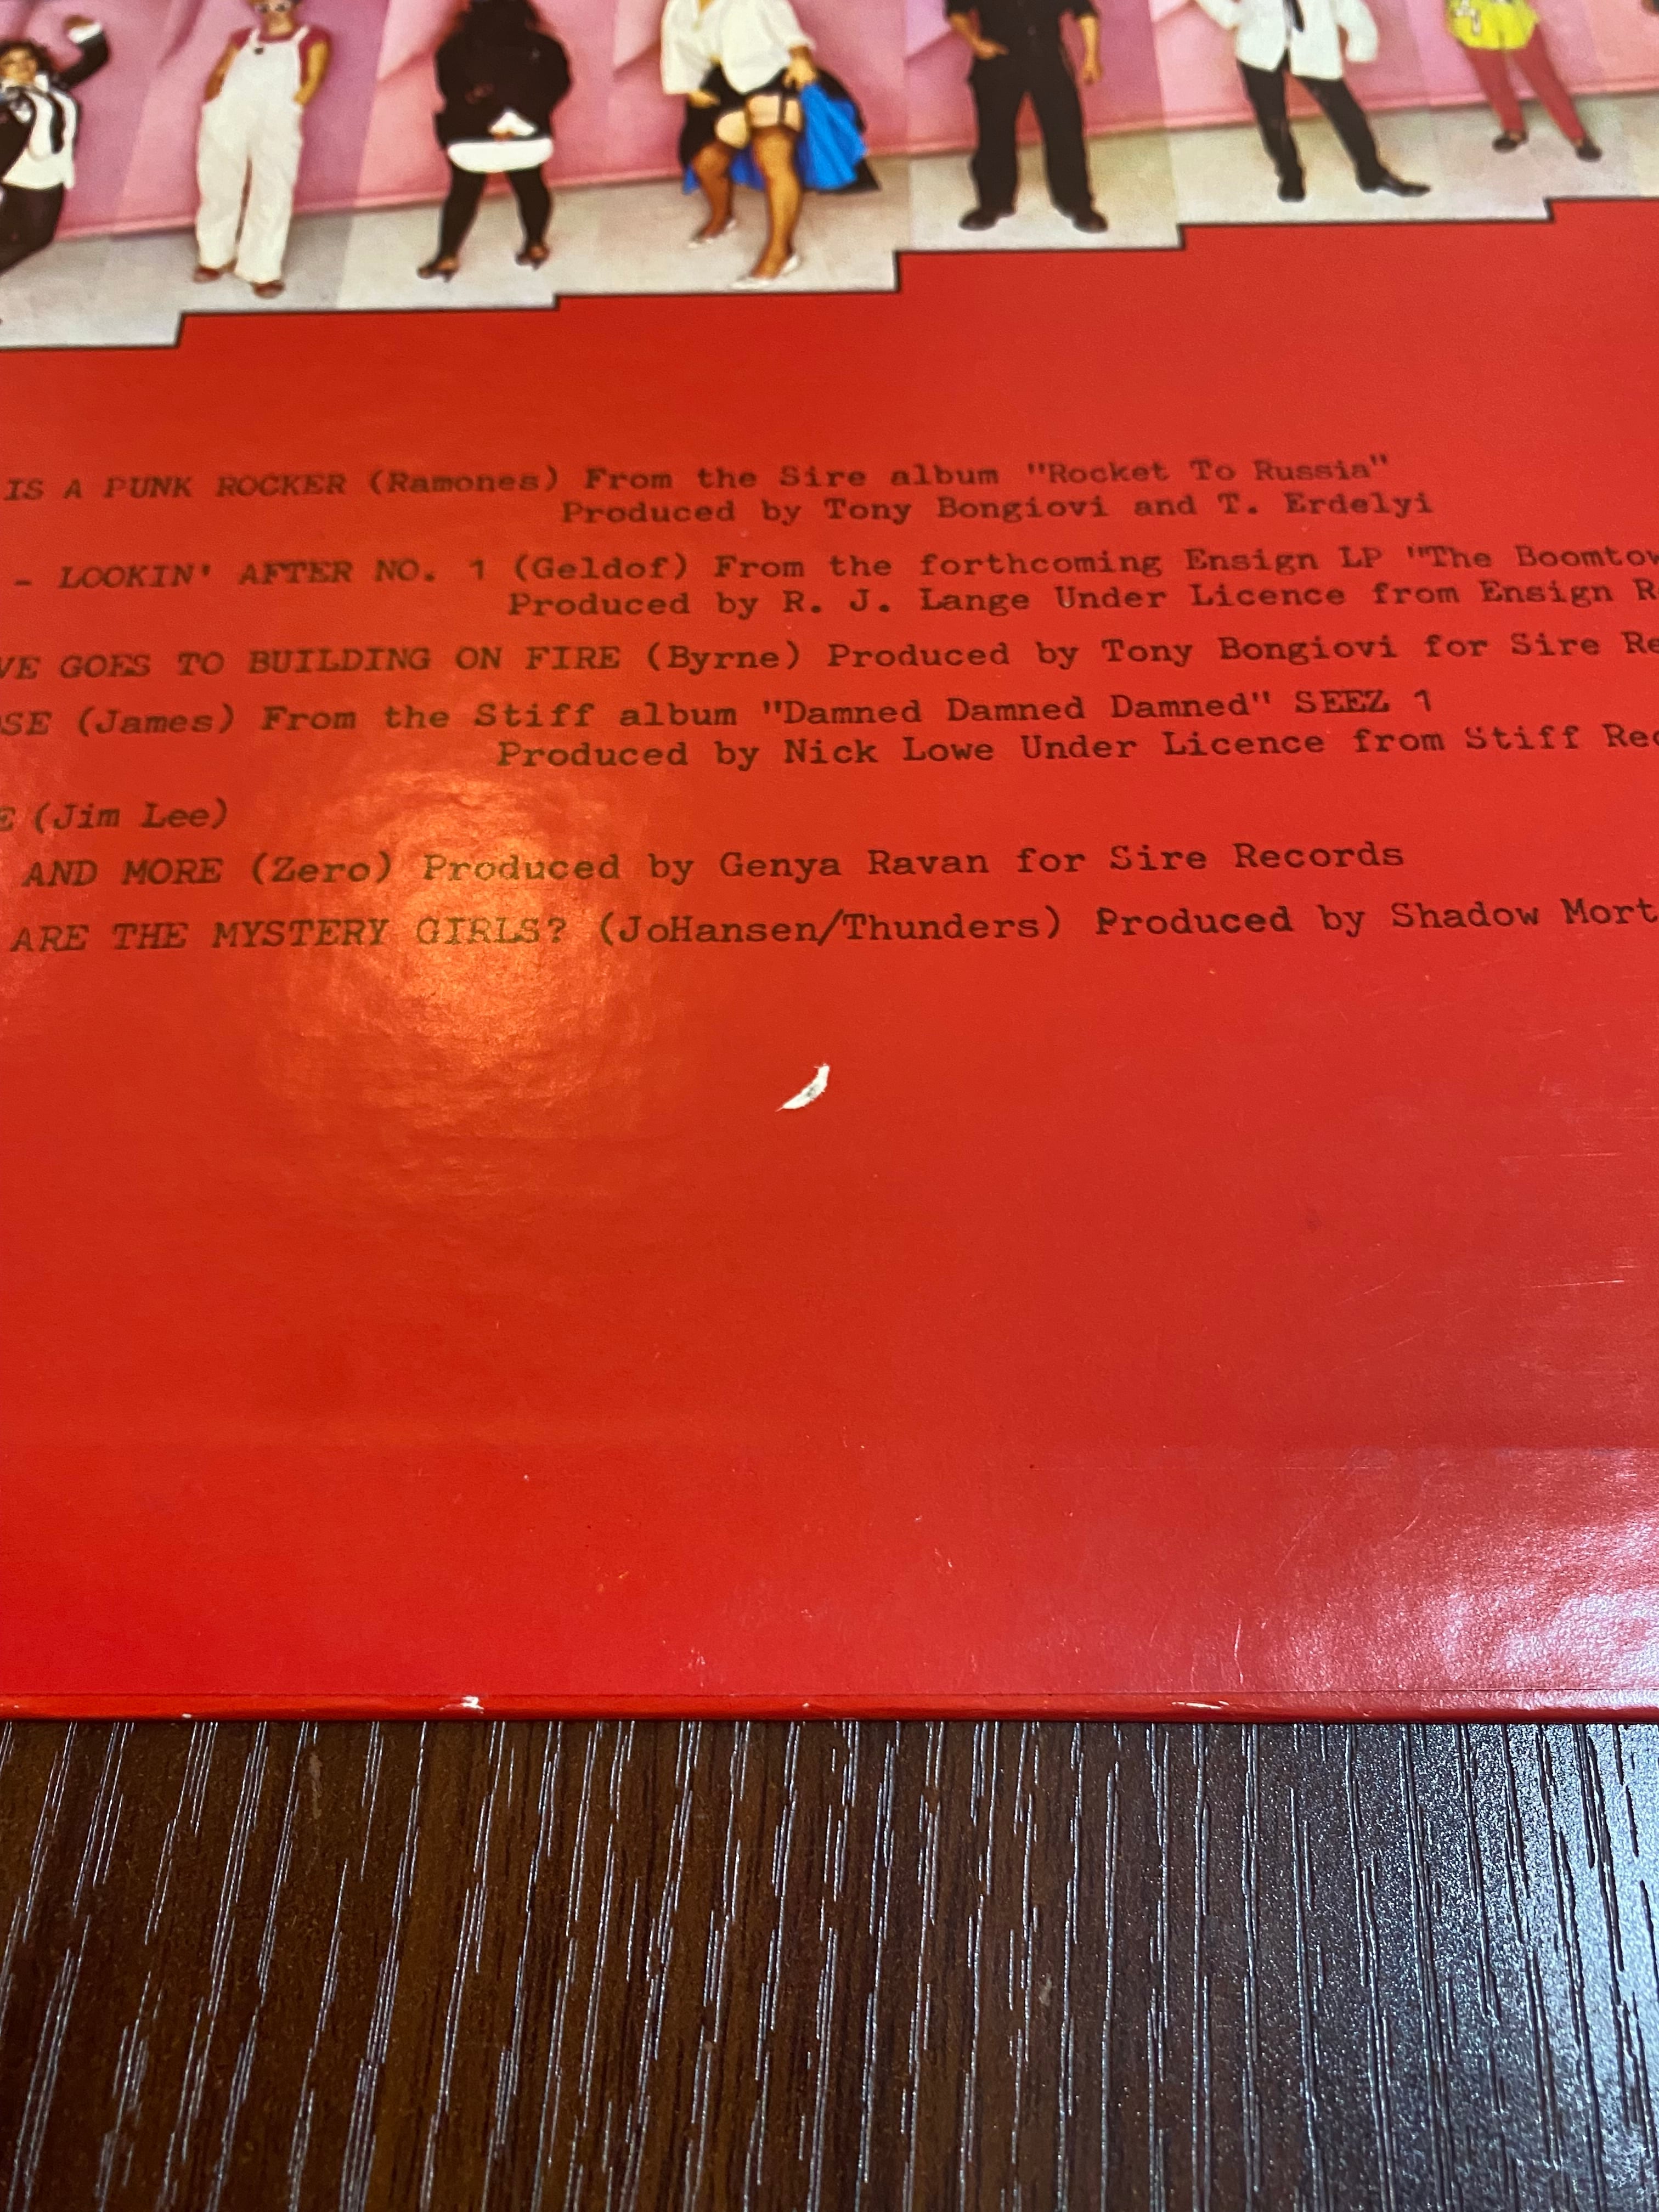 IS A PUNK ROCKER (Ramones) From the Sire album "Rocket To Russia"
Produced by Tony Bongiovi and T. Erdelyi
- LOOKIN' AFTER NO. 1 (Geldof) From the forthcoming Ensign LP "The Boomtow
Produced by R. J. Lange Under Licence from Ensign R
VE GOES TO BUILDING ON FIRE (Byrne) Produced by Tony Bongiovi for Sire Re
OSE (James) From the Stiff album "Damned Damned Damned" SEEZ 1
Produced by Nick Lowe Under Licence from Stiff Rec
E (Jim Lee)
AND MORE (Zero) Produced by Genya Ravan for Sire Records
ARE THE MYSTERY GIRLS? (JoHansen/Thunders) Produced by Shadow Mort